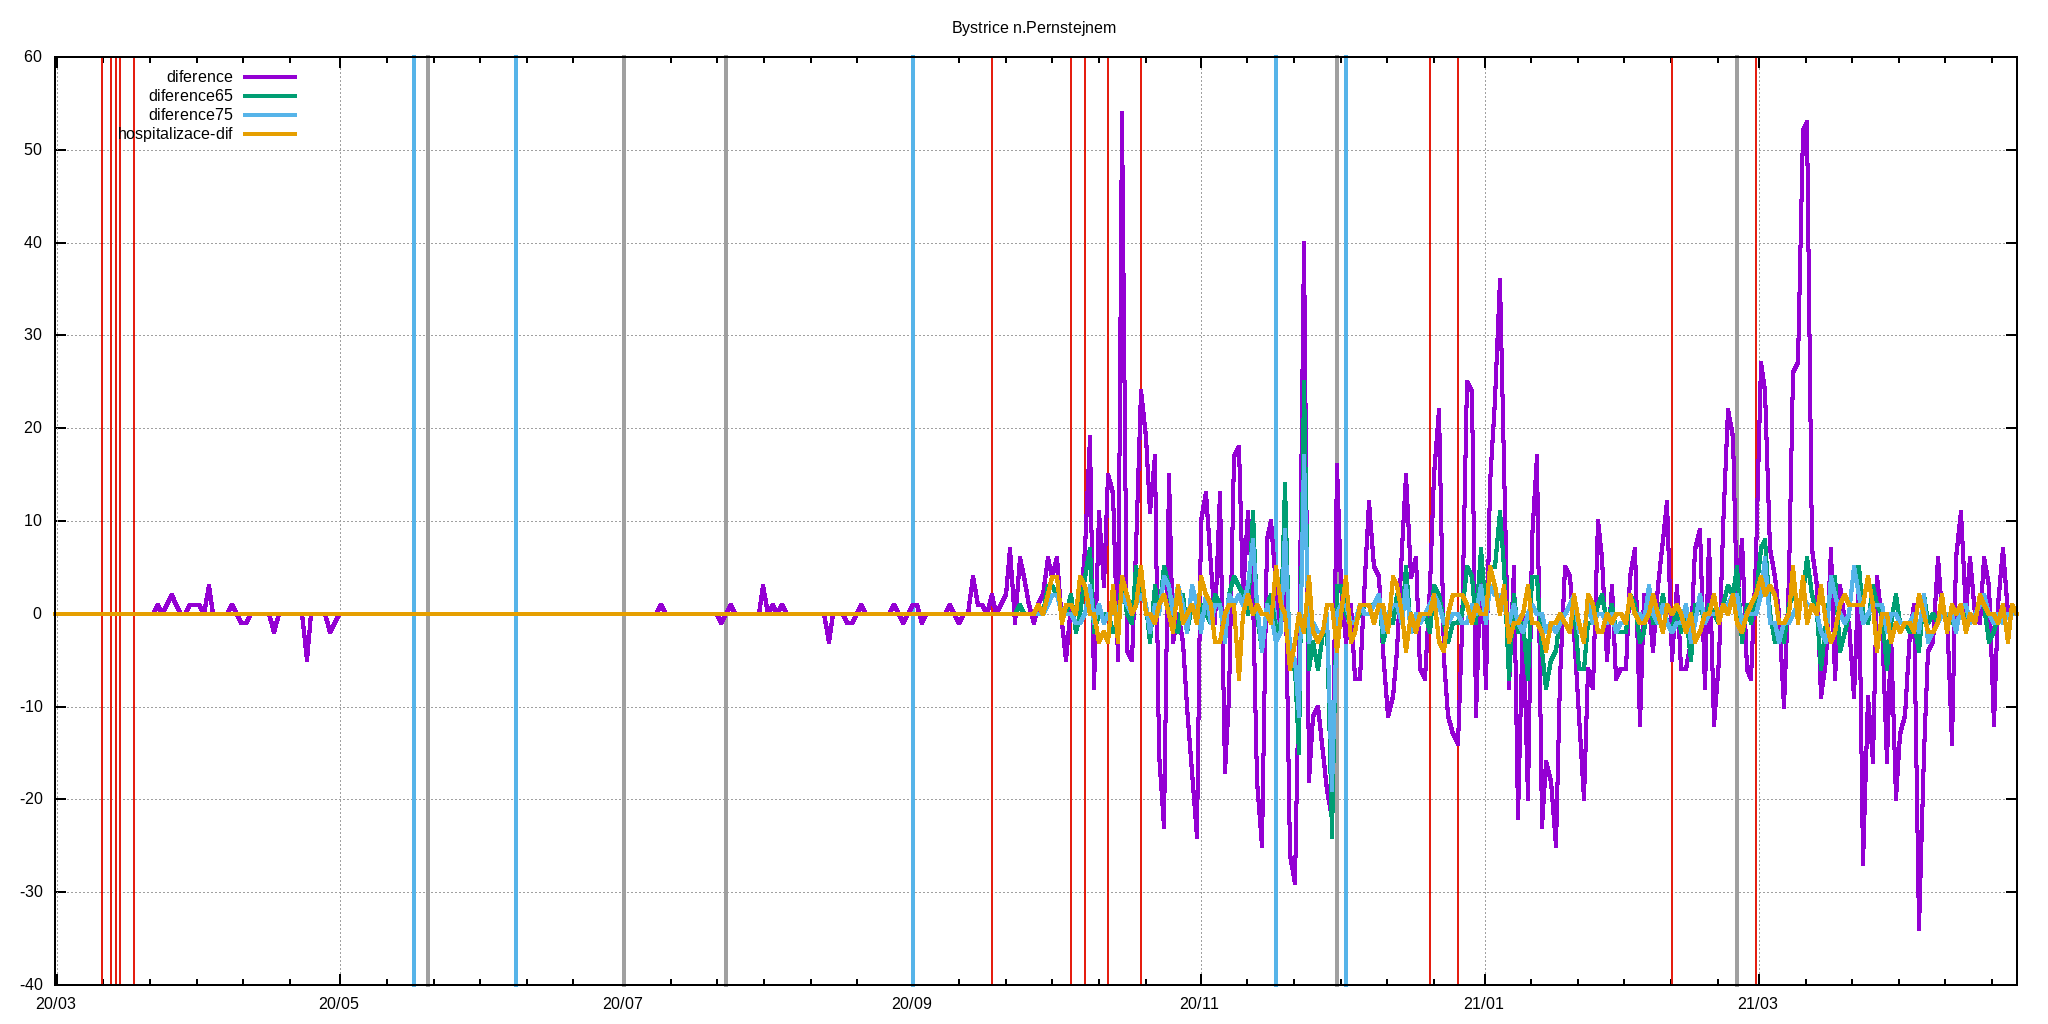 Bystrice n.Pernstejnem
60
diference
diference65
diference75
hospitalizace-dif
50
40
30
20
10
0
-10
-20
-30
-40
20/03 20/05 20/07 20/09 20/11 21/01 21/03